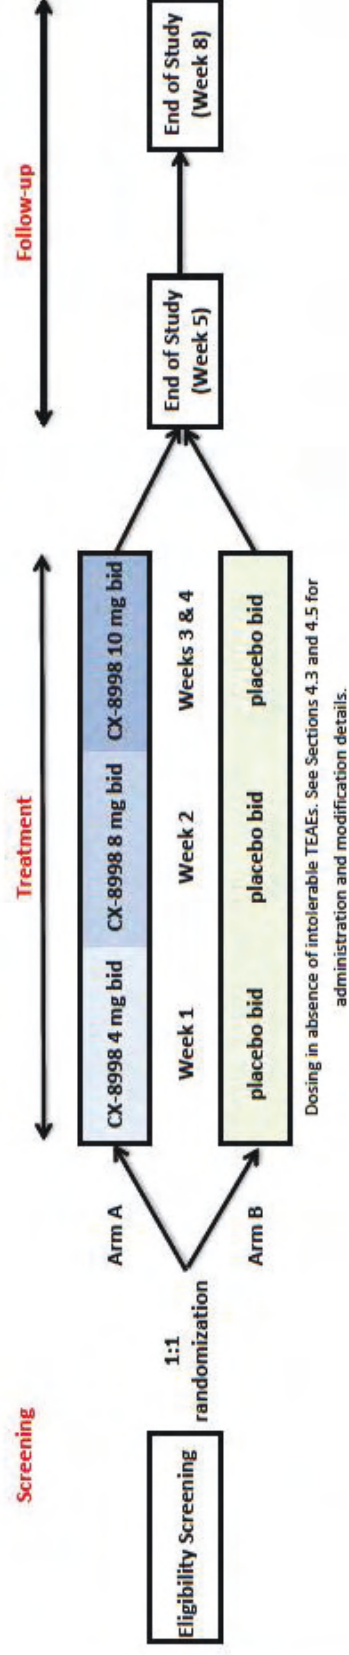 Screening
Treatment
Follow-up
Eligibility Screening
1:1
randomization
Arm A
CX-8998 4 mg bid
CX-8998 8 mg bid
CX-8998 10 mg bid
Week 1
Week 2
Weeks 3 & 4
Arm B
placebo bid
placebo bid
placebo bid
End of Study
(Week 5)
End of Study
(Week 8)
Dosing in absence of intolerable TEAEs. See Sections 4.3 and 4.5 for
administration and modification details.